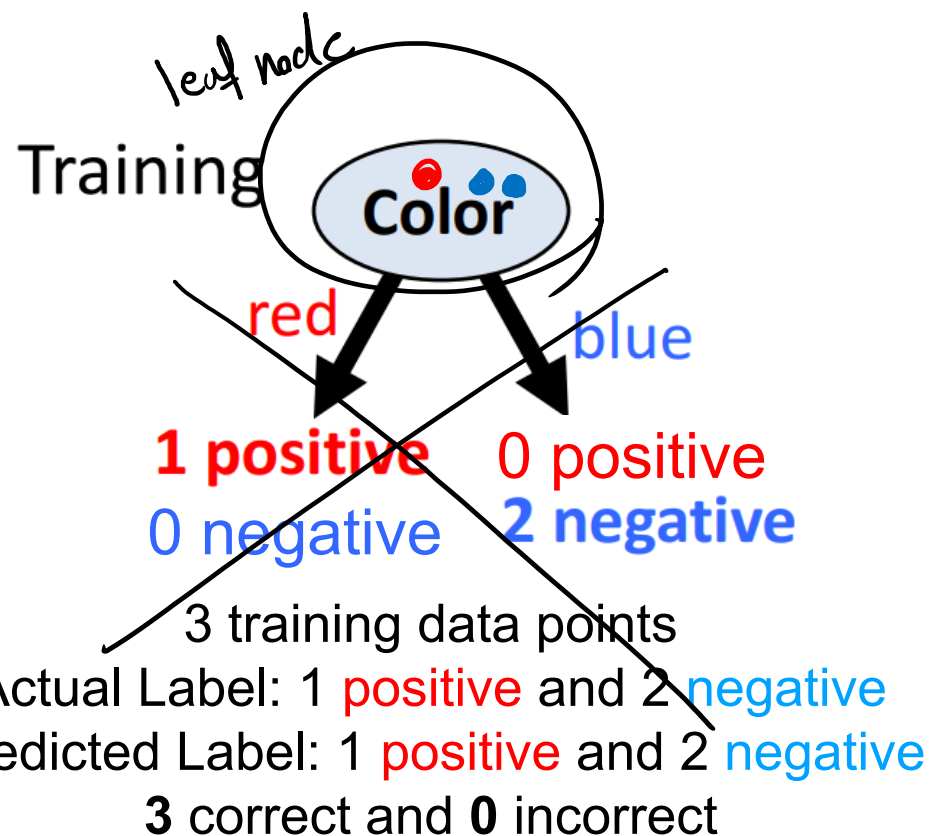 leaf node
Training
Color
red
blue
1 positive 0 positive
0 negative 2 negative
3 training data points
Actual Label: 1 positive and 2 negative
edicted Label: 1 positive and 2 negative
3 correct and 0 incorrect